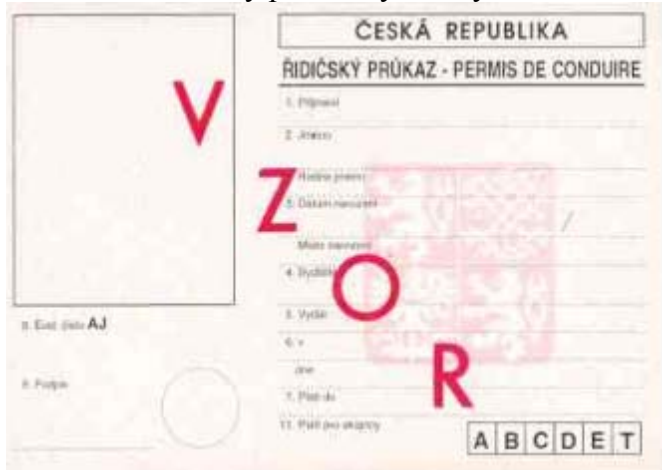 ČESKÁ REPUBLIKA
ŘIDIČSKÝ PRŮKAZ - PERMIS DE CONDUIRE
V
1. Příjmení
2. Jméno
Z
Rodné příjmení
3. Datum narození
Místo narození
4. Bydliště
O
5. Vydal
8. Evid. číslo AJ
6. v
dne
R
9. Podpis
7. Platí do
11. Platí pro skupiny
A B C D E T